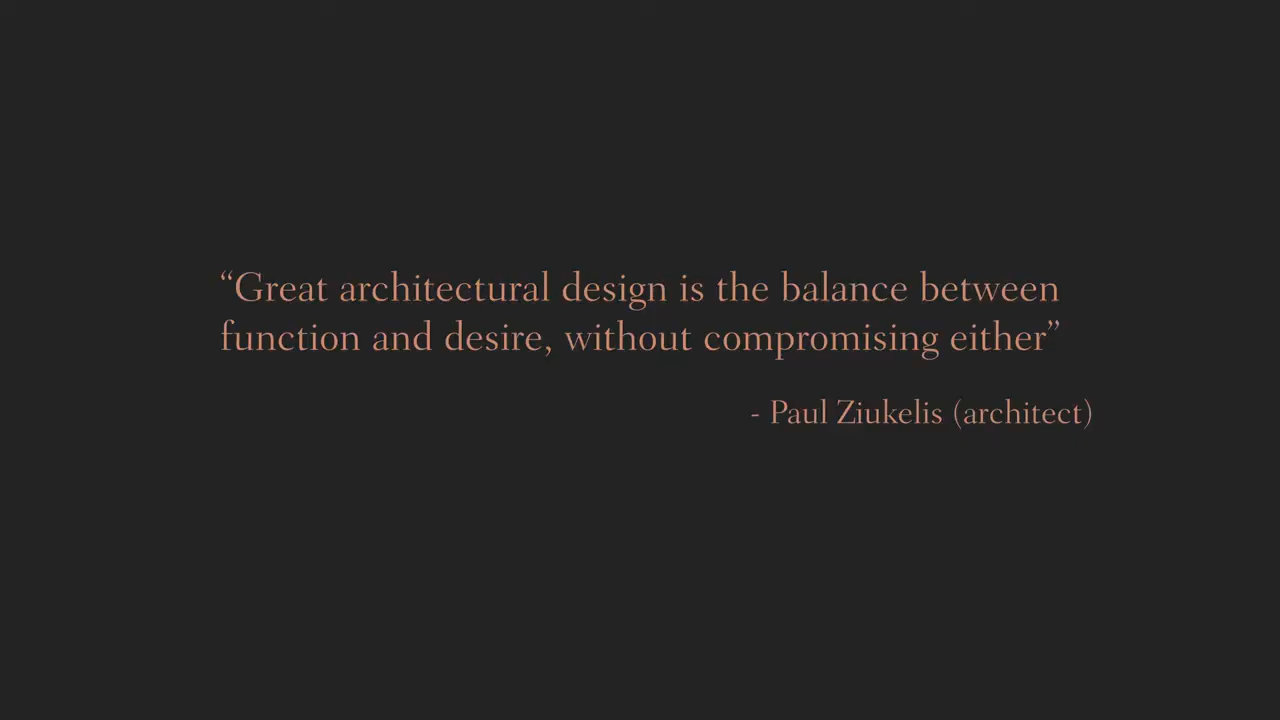 “Great architectural design is the balance between
function and desire, without compromising either”
- Paul Ziukelis (architect)